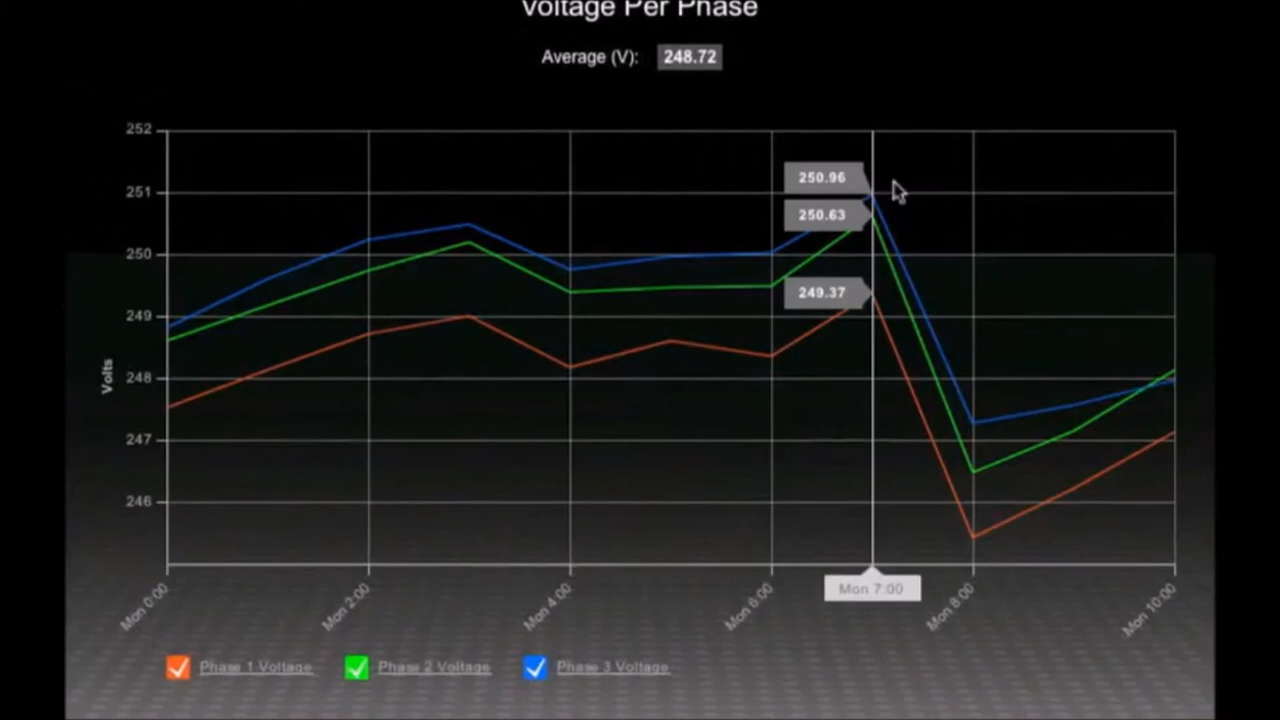 Voltage Per Phase
Average (V): 248.72
252
251
250
249
248
247
246
Volts
250.96
250.63
249.37
Mon 0:00
Mon 2:00
Mon 4:00
Mon 6:00
Mon 7:00
Mon 8:00
Mon 10:00
Phase 1 Voltage
Phase 2 Voltage
Phase 3 Voltage